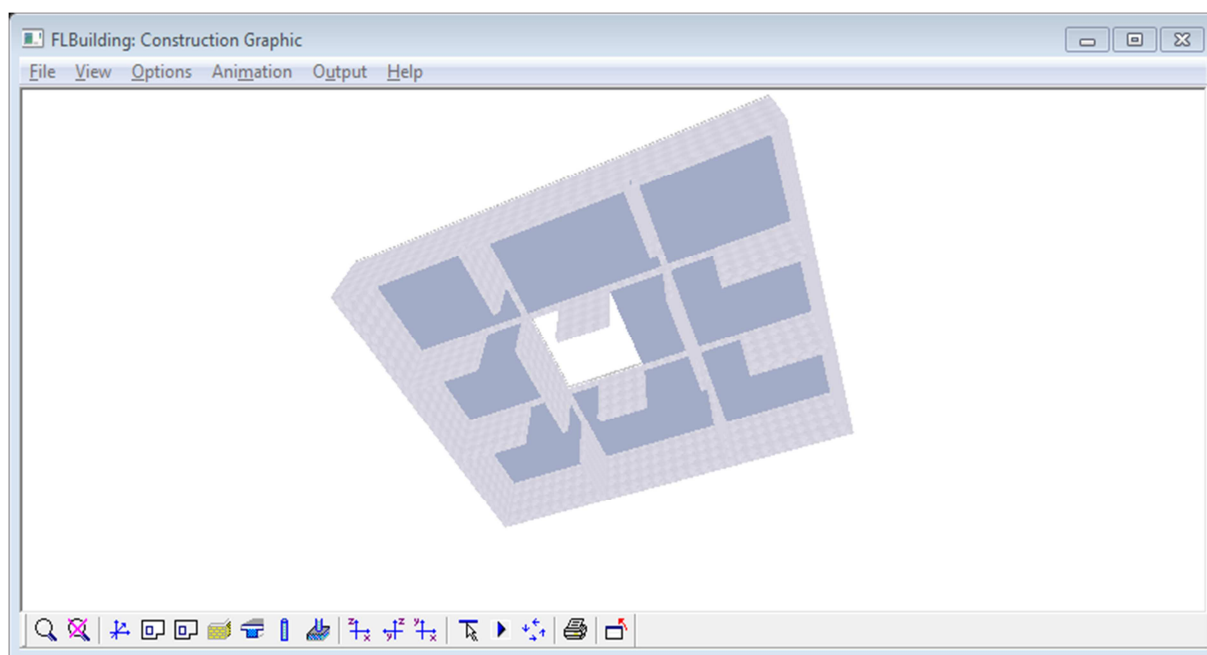 FLBuilding: Construction Graphic
File View Options Animation Output Help
z x y z y x